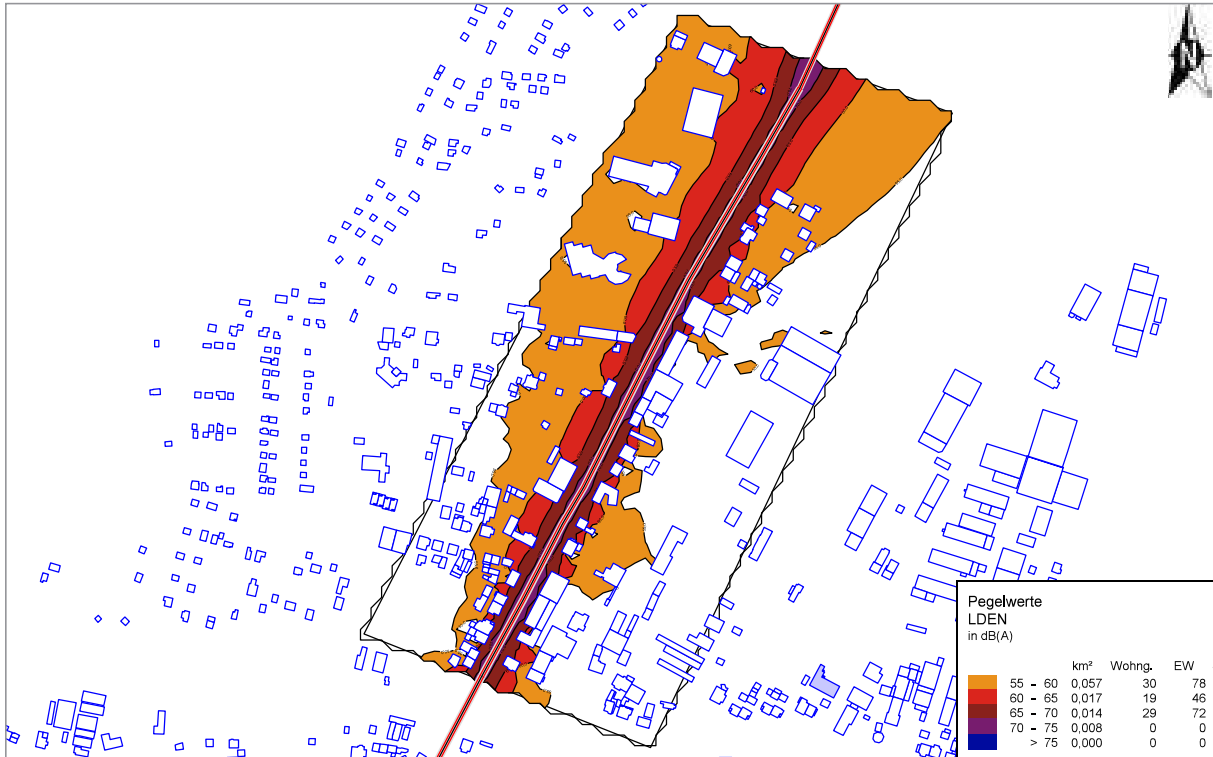 N
Pegelwerte
LDEN
in dB(A)
km² Wohng. EW
55 - 60 0,057 30 78
60 - 65 0,017 19 46
65 - 70 0,014 29 72
70 - 75 0,008 0 0
> 75 0,000 0 0